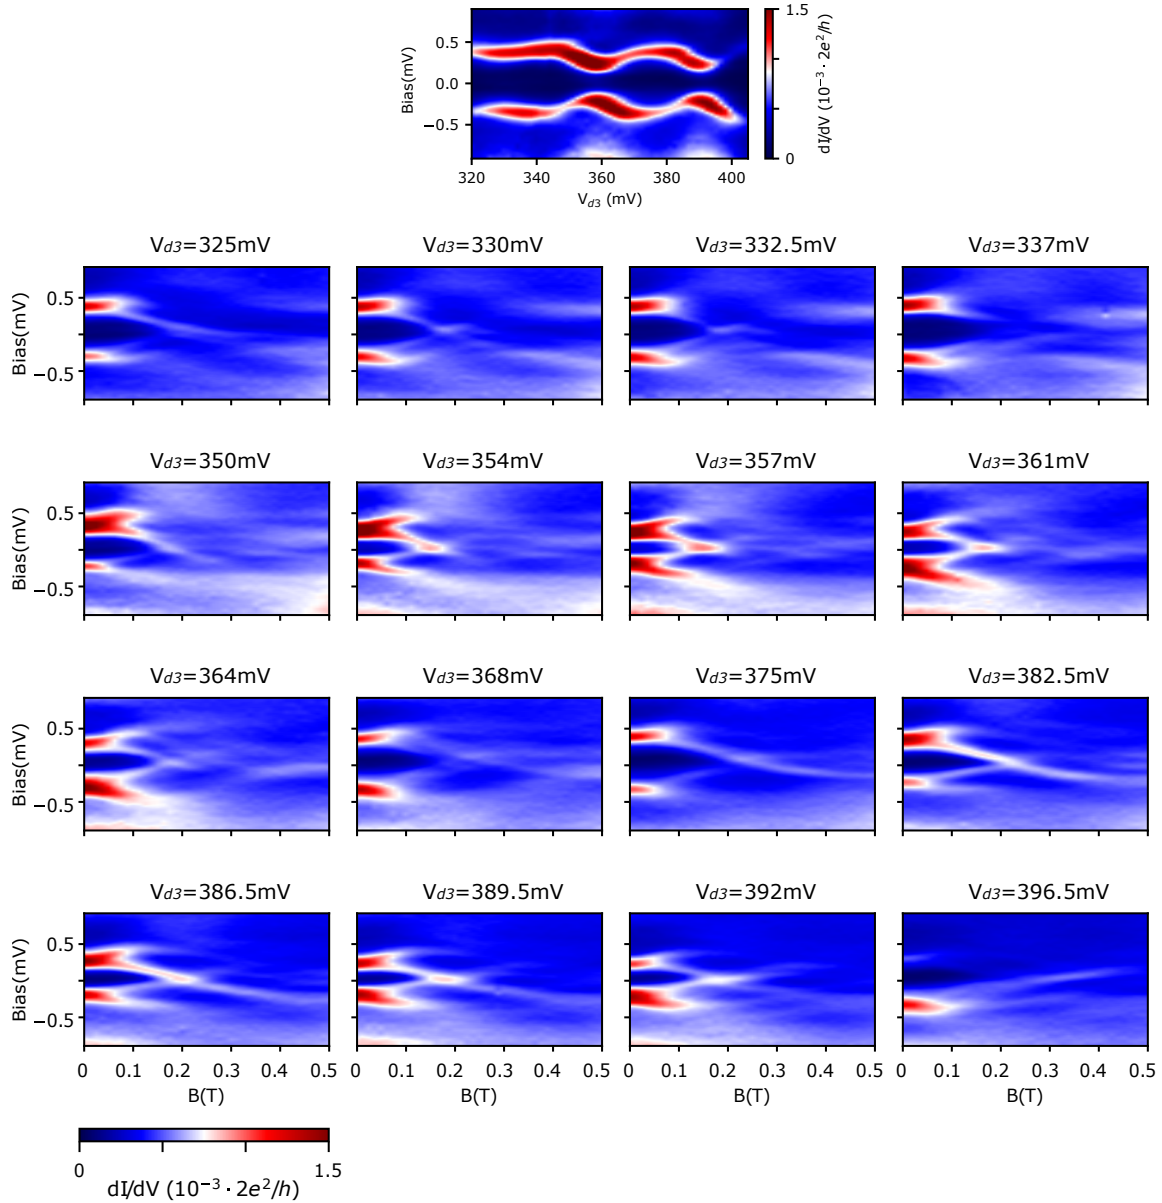 1.5
0.5
0.0
−0.5
Bias(mV)
0
dI/dV (10⁻³ · 2e²/h)
320 340 360 380 400
V_d3 (mV)
V_d3=325mV V_d3=330mV V_d3=332.5mV V_d3=337mV
0.5
0
−0.5
Bias(mV)
V_d3=350mV V_d3=354mV V_d3=357mV V_d3=361mV
0.5
0
−0.5
Bias(mV)
V_d3=364mV V_d3=368mV V_d3=375mV V_d3=382.5mV
0.5
0
−0.5
Bias(mV)
V_d3=386.5mV V_d3=389.5mV V_d3=392mV V_d3=396.5mV
0.5
0
−0.5
Bias(mV)
0 0.1 0.2 0.3 0.4 0.5 0 0.1 0.2 0.3 0.4 0.5 0 0.1 0.2 0.3 0.4 0.5 0 0.1 0.2 0.3 0.4 0.5
B(T) B(T) B(T) B(T)
0 1.5
dI/dV (10⁻³ · 2e²/h)